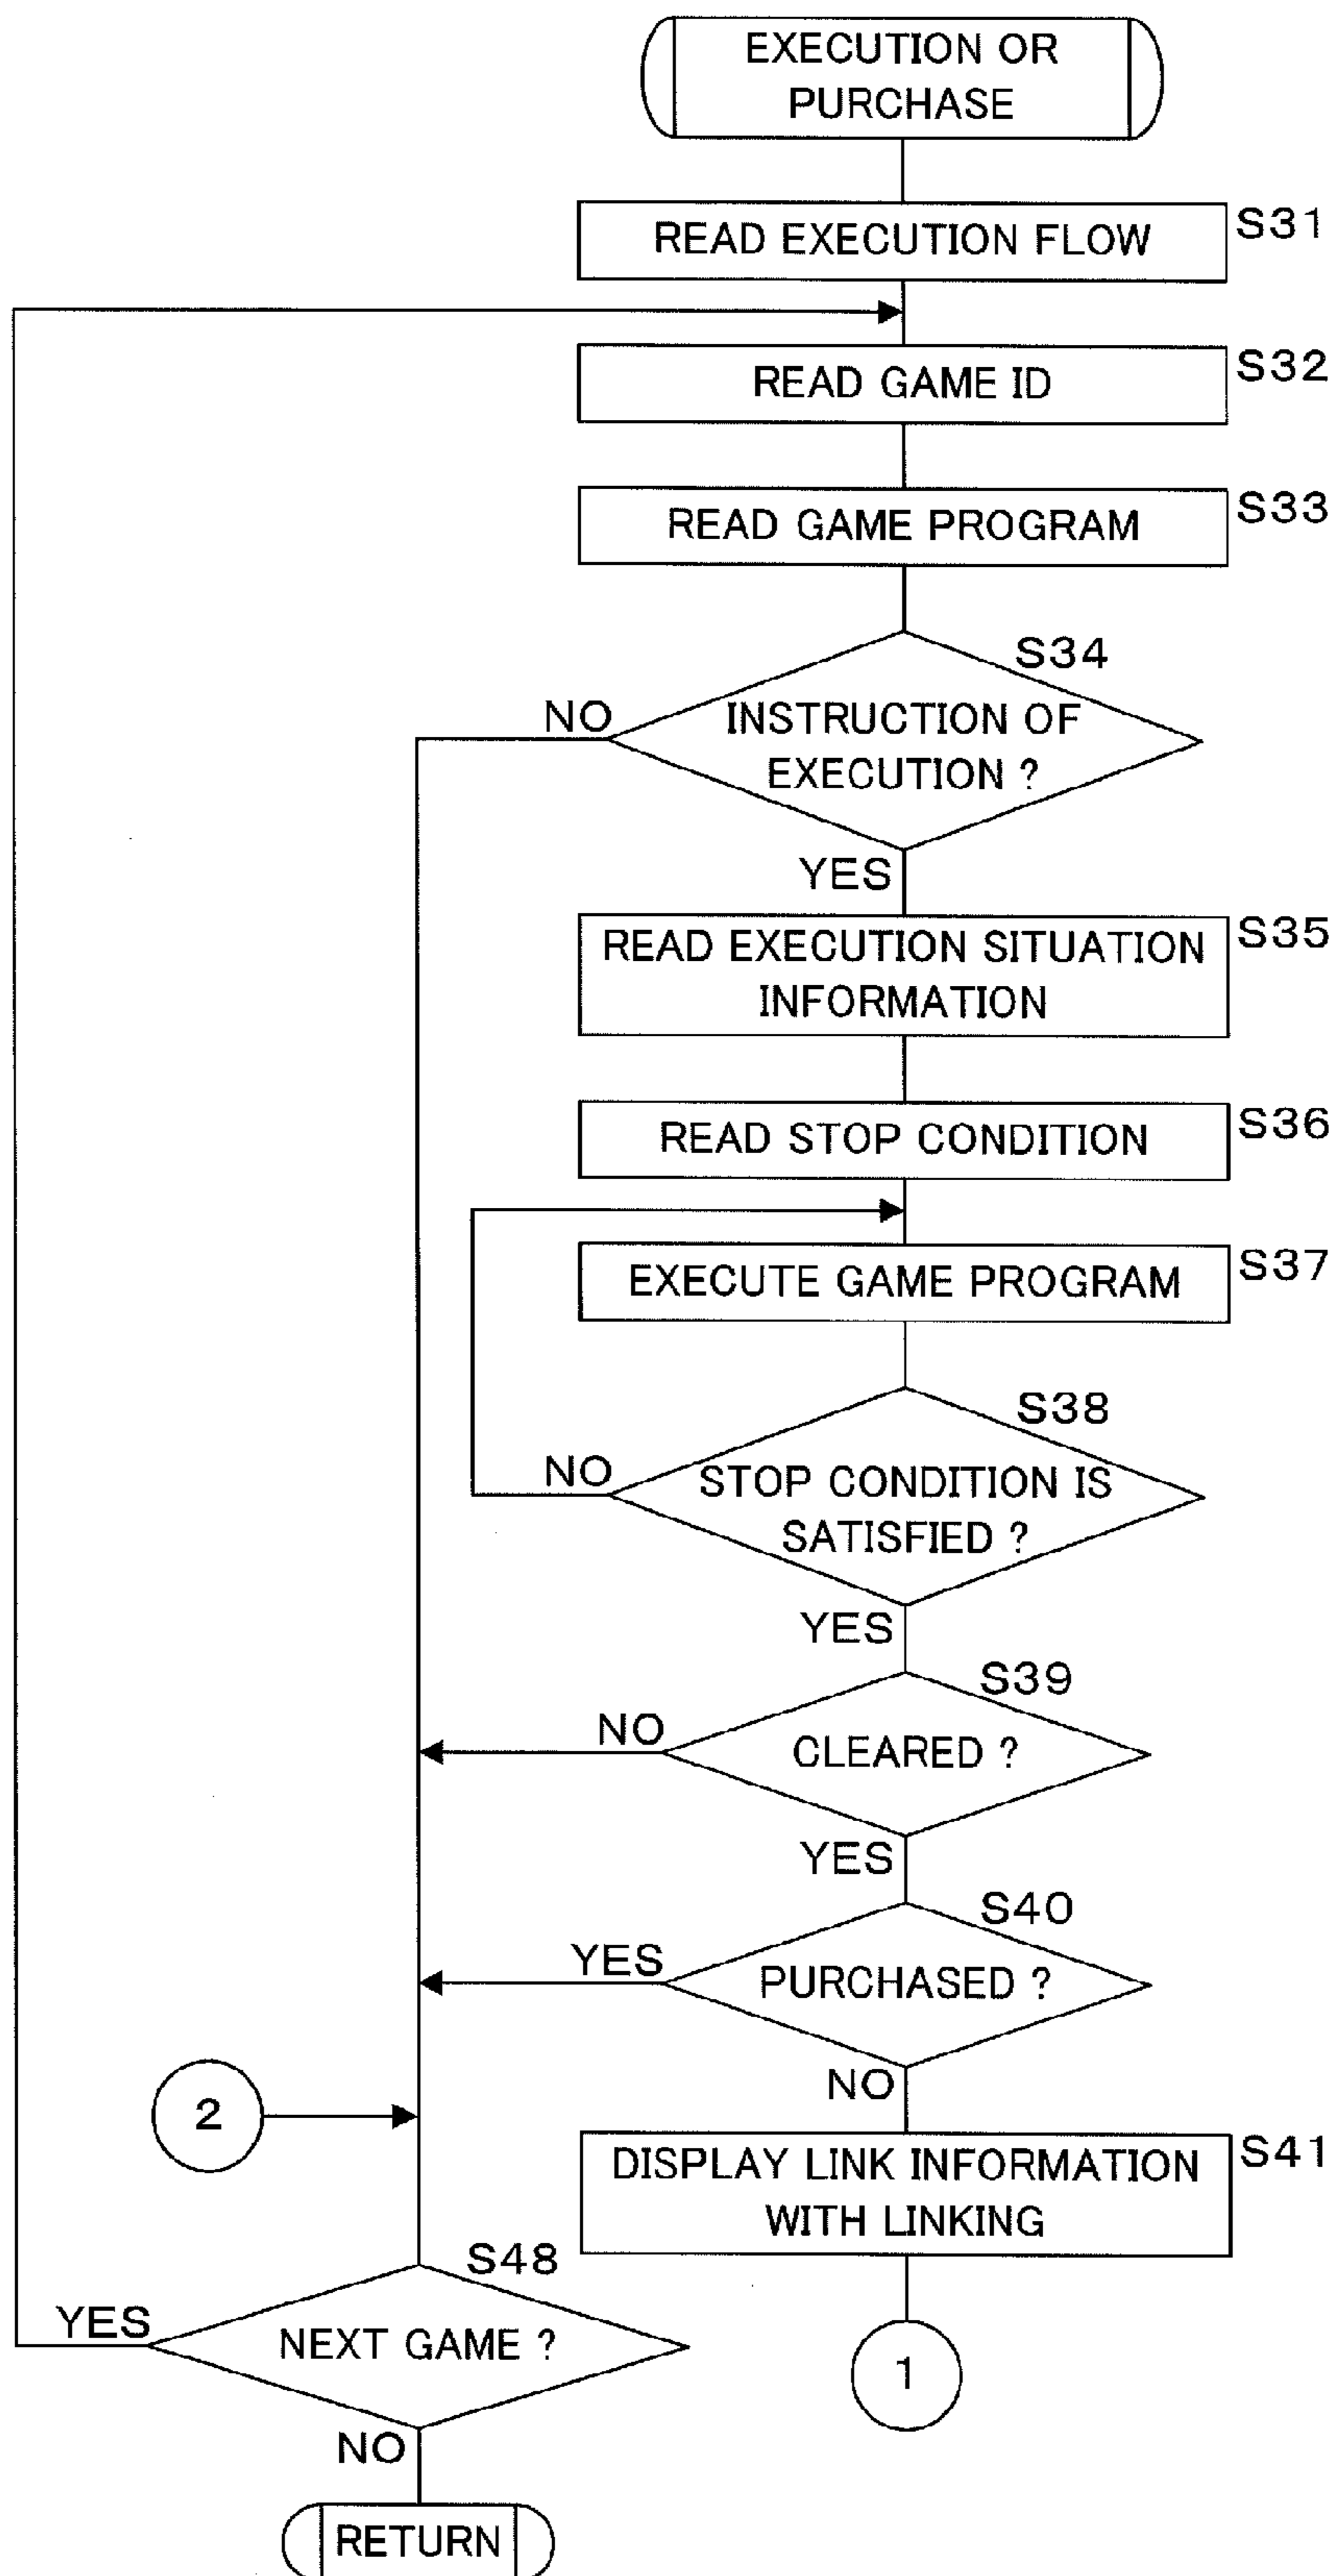 EXECUTION OR
PURCHASE
READ EXECUTION FLOW
S31
READ GAME ID
S32
READ GAME PROGRAM
S33
S34
NO
INSTRUCTION OF
EXECUTION ?
YES
READ EXECUTION SITUATION
INFORMATION
S35
READ STOP CONDITION
S36
EXECUTE GAME PROGRAM
S37
S38
NO
STOP CONDITION IS
SATISFIED ?
YES
S39
NO
CLEARED ?
YES
S40
YES
PURCHASED ?
NO
2
DISPLAY LINK INFORMATION
WITH LINKING
S41
S48
YES
NEXT GAME ?
1
NO
RETURN